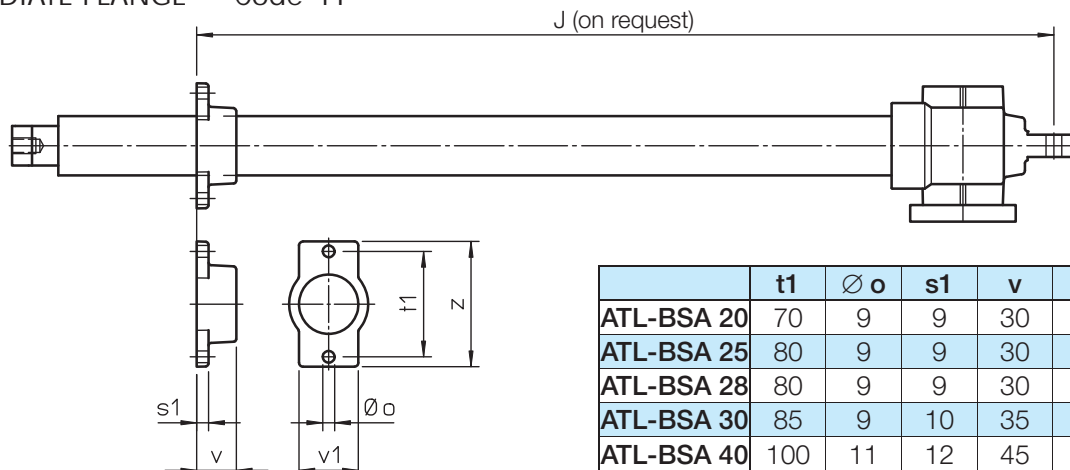 DIATE FLANGE
J (on request)
t1
z
s1
Ø o
v
v1
t1 Ø o s1 v
ATL-BSA 20 70 9 9 30
ATL-BSA 25 80 9 9 30
ATL-BSA 28 80 9 9 30
ATL-BSA 30 85 9 10 35
ATL-BSA 40 100 11 12 45